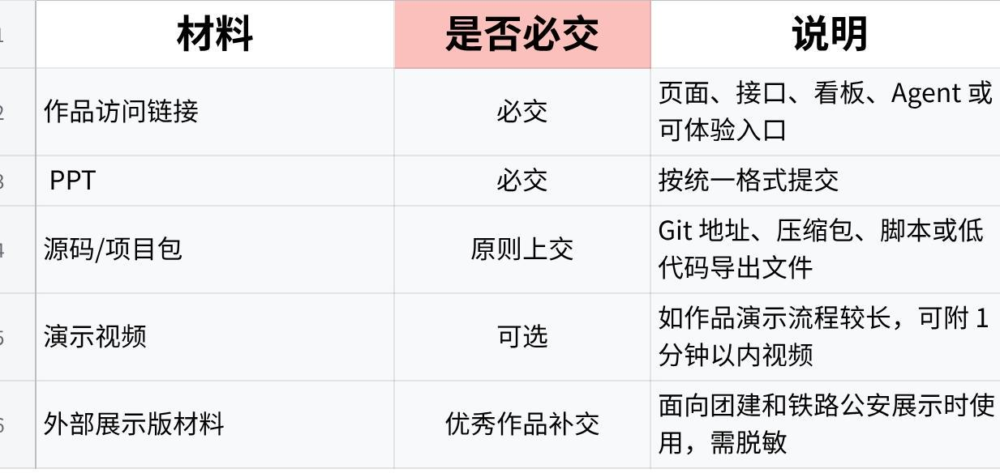 材料 是否必交 说明
作品访问链接 必交 页面、接口、看板、Agent 或
可体验入口
PPT 必交 按统一格式提交
源码/项目包 原则上交 Git 地址、压缩包、脚本或低
代码导出文件
演示视频 可选 如作品演示流程较长，可附 1
分钟以内视频
外部展示版材料 优秀作品补交 面向团建和铁路公安展示时使
用，需脱敏